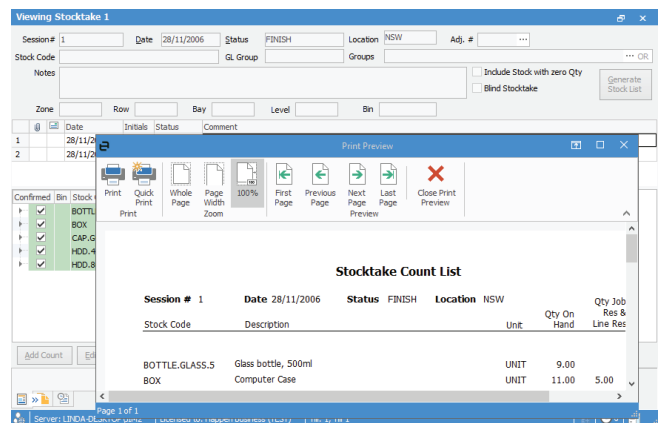 Viewing Stocktake 1
Session# 1 Date 28/11/2006 Status FINISH Location NSW Adj. # ...
Stock Code GL Group Groups ... OR
Notes Include Stock with zero Qty
Blind Stocktake
Generate
Stock List
Zone Row Bay Level Bin
Date Initials Status Comment
1 28/11/2
2 28/11/2
Print Preview
Print Quick Print Whole Page Page Width 100% First Page Previous Page Next Page Last Page Close Print Preview
Print Zoom Preview
Confirmed Bin Stock
BOTTL
BOX
CAP.G
HDD.4
HDD.8
Stocktake Count List
Session # 1 Date 28/11/2006 Status FINISH Location NSW
Stock Code Description Unit Qty On Hand Qty Job Res & Line Res
BOTTLE.GLASS.5 Glass bottle, 500ml UNIT 9.00
BOX Computer Case UNIT 11.00 5.00
Add Count Edi
Page 1 of 1